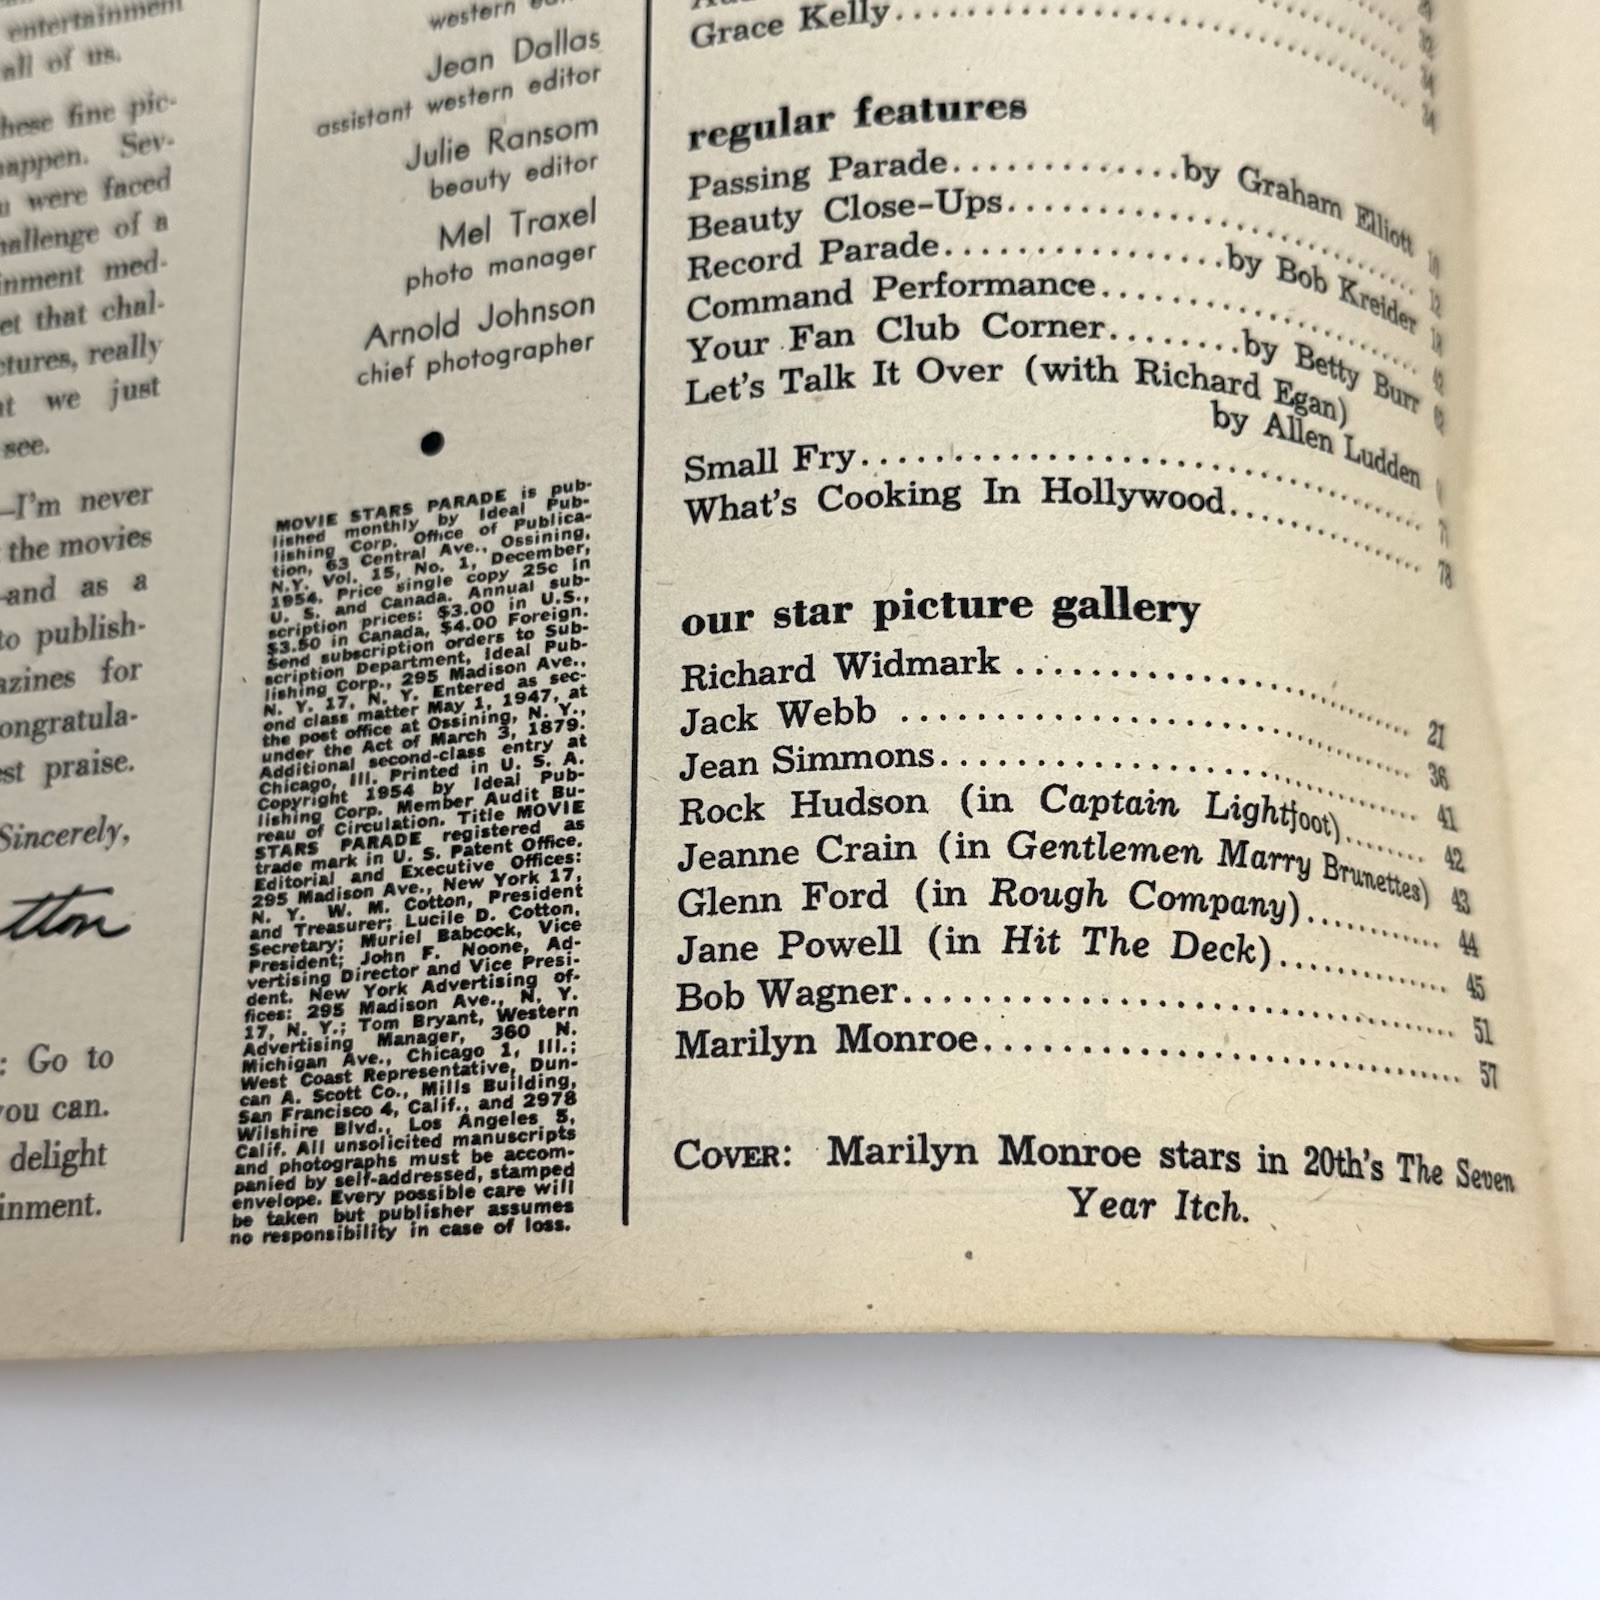 entertainment
all of us.
these fine pic-
happen. Sev-
were faced
challenge of a
inment med-
et that chal-
ctures, really
we just
see.
—I'm never
the movies
and as a
to publish-
azines for
ongratula-
est praise.
Sincerely,
tton
: Go to
you can.
delight
inment.
western
Jean Dallas
assistant western editor
Julie Ransom
beauty editor
Mel Traxel
photo manager
Arnold Johnson
chief photographer
MOVIE STARS PARADE is pub-
lished monthly by Ideal Pub-
lishing Corp. Office of Publica-
tion, 63 Central Ave., Ossining,
N.Y. Vol. 15, No. 1, December,
1954. Price single copy 25c in
U. S. and Canada. Annual sub-
scription prices: $3.00 in U.S.,
$3.50 in Canada, $4.00 Foreign.
Send subscription orders to Sub-
scription Department, Ideal Pub-
lishing Corp., 295 Madison Ave.,
N. Y. 17, N. Y. Entered as sec-
ond class matter May 1, 1947, at
the post office at Ossining, N. Y.,
under the Act of March 3, 1879.
Additional second-class entry at
Chicago, Ill. Printed in U. S. A.
Copyright 1954 by Ideal Pub-
lishing Corp. Member Audit Bu-
reau of Circulation. Title MOVIE
STARS PARADE registered as
trade mark in U. S. Patent Office.
Editorial and Executive Offices:
295 Madison Ave., New York 17,
N. Y. W. M. Cotton, President
and Treasurer; Lucile D. Cotton,
Secretary; Muriel Babcock, Vice
President; John F. Noone, Ad-
vertising Director and Vice Presi-
dent. New York Advertising of-
fices: 295 Madison Ave., N. Y.
17, N. Y.; Tom Bryant, Western
Advertising Manager, 360 N.
Michigan Ave., Chicago 1, Ill.;
West Coast Representative, Dun-
can A. Scott Co., Mills Building,
San Francisco 4, Calif., and 2978
Wilshire Blvd., Los Angeles 5,
Calif. All unsolicited manuscripts
and photographs must be accom-
panied by self-addressed, stamped
envelope. Every possible care will
be taken but publisher assumes
no responsibility in case of loss.
Grace Kelly
regular features
Passing Parade.............by Graham Elliott 10
Beauty Close-Ups........................ 12
Record Parade................by Bob Kreider 18
Command Performance................... 42
Your Fan Club Corner........by Betty Burr 62
Let's Talk It Over (with Richard Egan)
by Allen Ludden
Small Fry................................ 71
What's Cooking In Hollywood............. 78
our star picture gallery
Richard Widmark ........................ 21
Jack Webb .............................. 36
Jean Simmons............................ 41
Rock Hudson (in Captain Lightfoot)........ 42
Jeanne Crain (in Gentlemen Marry Brunettes) 43
Glenn Ford (in Rough Company)........... 44
Jane Powell (in Hit The Deck)............. 45
Bob Wagner.............................. 51
Marilyn Monroe.......................... 57
COVER: Marilyn Monroe stars in 20th's The Seven
Year Itch.